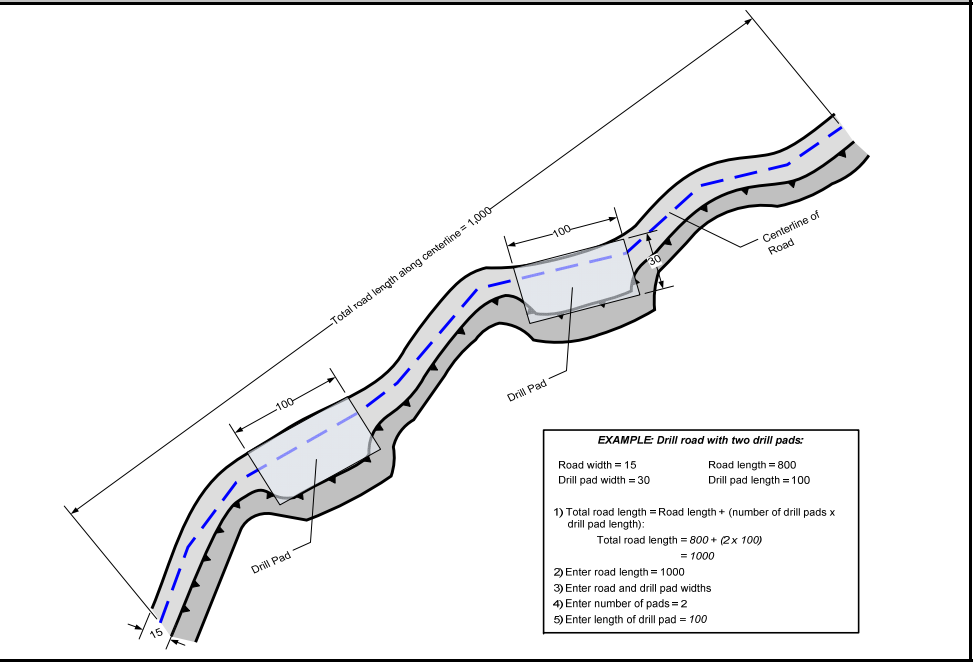 Total road length along centerline = 1,000
100
30
Centerline of
Road
100
Drill Pad
Drill Pad
15
EXAMPLE: Drill road with two drill pads:
Road width = 15
Road length = 800
Drill pad width = 30
Drill pad length = 100
1) Total road length = Road length + (number of drill pads x
drill pad length):
Total road length = 800 + (2 x 100)
= 1000
2) Enter road length = 1000
3) Enter road and drill pad widths
4) Enter number of pads = 2
5) Enter length of drill pad = 100